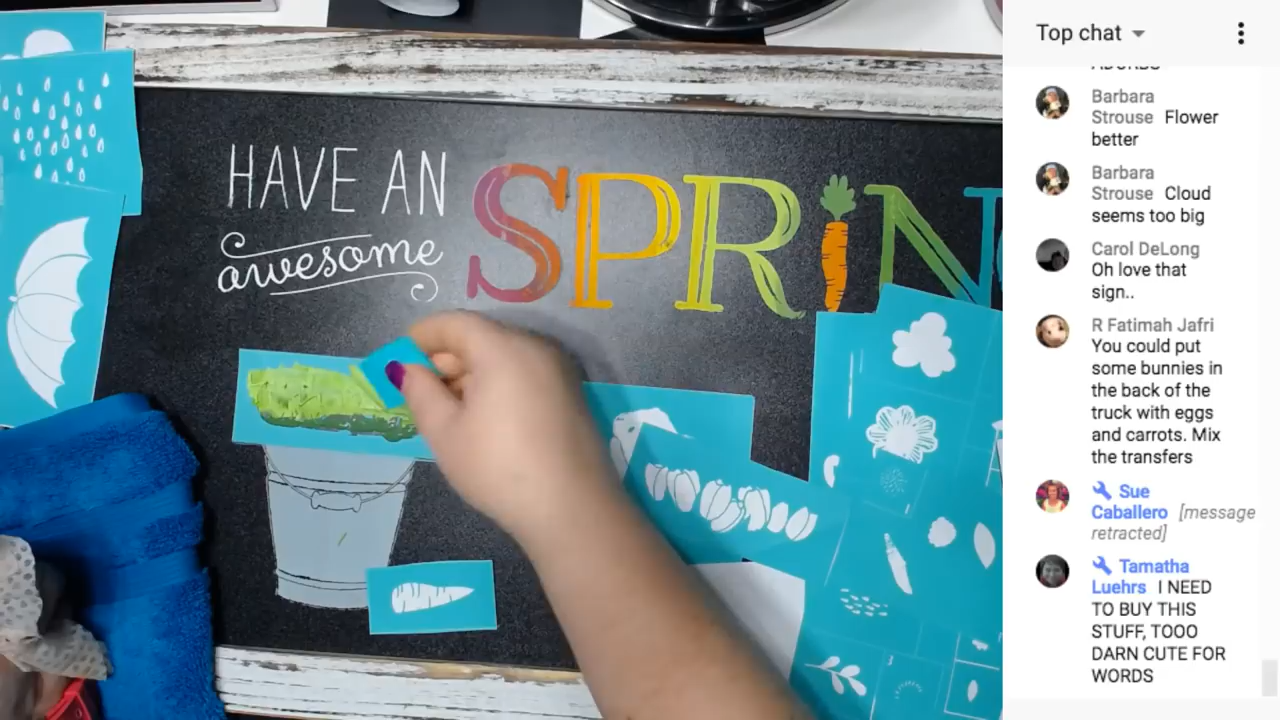 HAVE AN
awesome
SPRIN
Top chat
Barbara
Strouse Flower
better
Barbara
Strouse Cloud
seems too big
Carol DeLong
Oh love that
sign..
R Fatimah Jafri
You could put
some bunnies in
the back of the
truck with eggs
and carrots. Mix
the transfers
Sue
Caballero [message
retracted]
Tamatha
Luehrs I NEED
TO BUY THIS
STUFF, TOOO
DARN CUTE FOR
WORDS